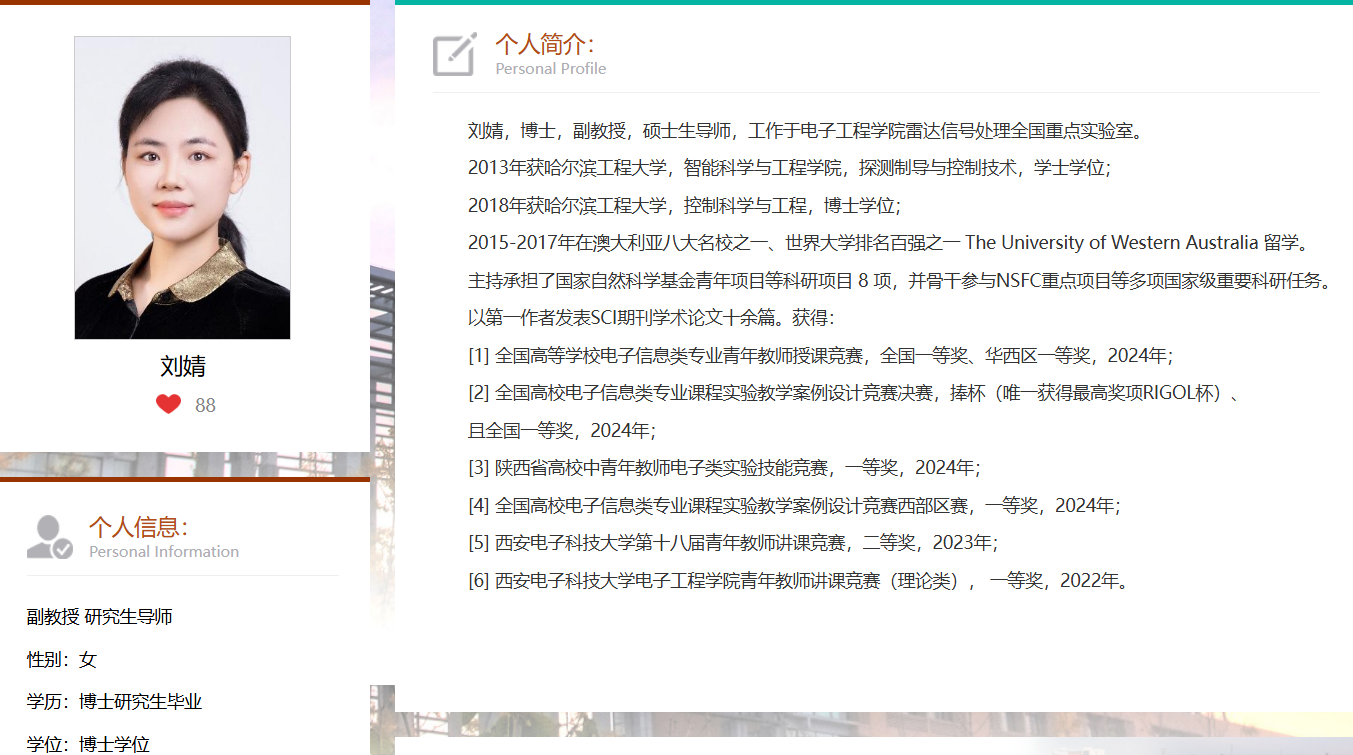 刘婧
88
个人信息：
Personal Information
副教授 研究生导师
性别：女
学历：博士研究生毕业
学位：博士学位
个人简介：
Personal Profile
刘婧，博士，副教授，硕士生导师，工作于电子工程学院雷达信号处理全国重点实验室。
2013年获哈尔滨工程大学，智能科学与工程学院，探测制导与控制技术，学士学位；
2018年获哈尔滨工程大学，控制科学与工程，博士学位；
2015-2017年在澳大利亚八大名校之一、世界大学排名百强之一 The University of Western Australia 留学。
主持承担了国家自然科学基金青年项目等科研项目 8 项，并骨干参与NSFC重点项目等多项国家级重要科研任务。
以第一作者发表SCI期刊学术论文十余篇。获得：
[1] 全国高等学校电子信息类专业青年教师授课竞赛，全国一等奖、华西区一等奖，2024年；
[2] 全国高校电子信息类专业课程实验教学案例设计竞赛决赛，捧杯（唯一获得最高奖项RIGOL杯）、
且全国一等奖，2024年；
[3] 陕西省高校中青年教师电子类实验技能竞赛，一等奖，2024年；
[4] 全国高校电子信息类专业课程实验教学案例设计竞赛西部区赛，一等奖，2024年；
[5] 西安电子科技大学第十八届青年教师讲课竞赛，二等奖，2023年；
[6] 西安电子科技大学电子工程学院青年教师讲课竞赛（理论类）， 一等奖，2022年。